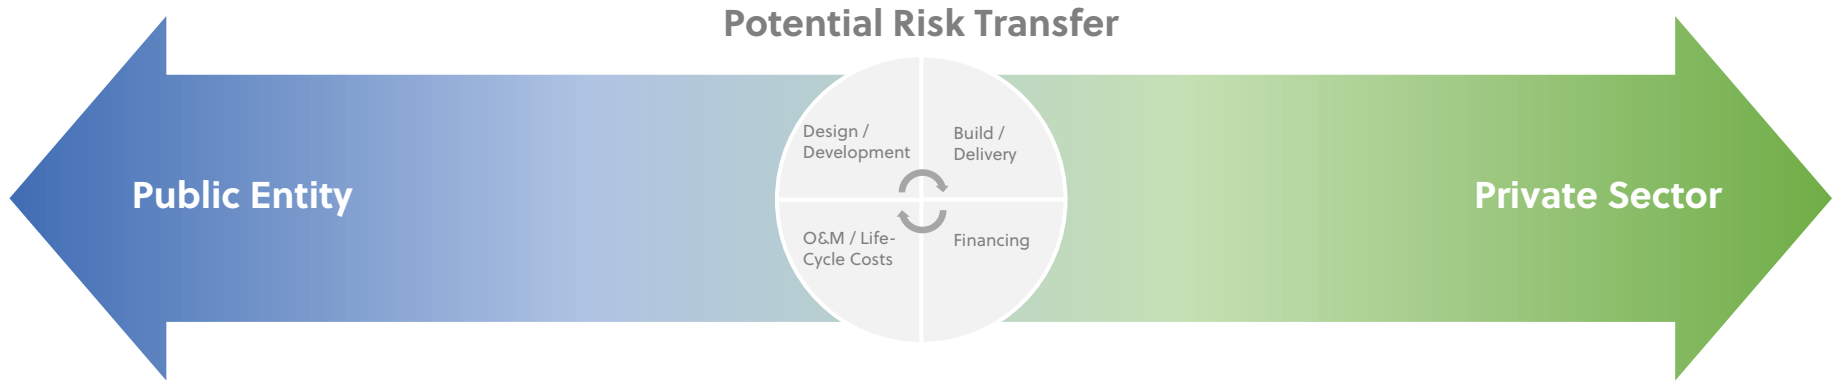 Potential Risk Transfer
Design /
Development
Build /
Delivery
Public Entity
Private Sector
O&M / Life-
Cycle Costs
Financing